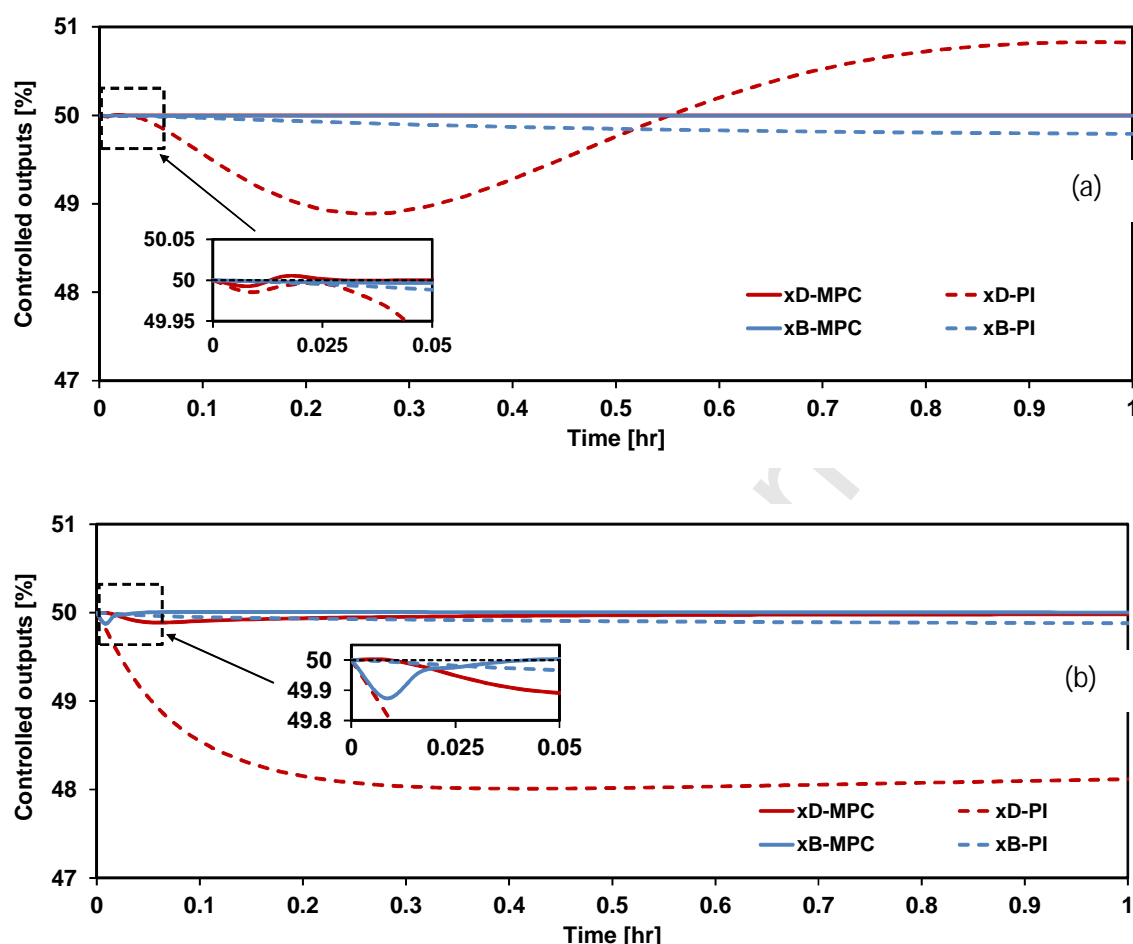 51
50
49
48
47
Controlled outputs [%]
(a)
50.05
50
49.95
0 0.025 0.05
xD-MPC xD-PI
xB-MPC xB-PI
0 0.1 0.2 0.3 0.4 0.5 0.6 0.7 0.8 0.9 1
Time [hr]
51
50
49
48
47
Controlled outputs [%]
(b)
50
49.9
49.8
0 0.025 0.05
xD-MPC xD-PI
xB-MPC xB-PI
0 0.1 0.2 0.3 0.4 0.5 0.6 0.7 0.8 0.9 1
Time [hr]